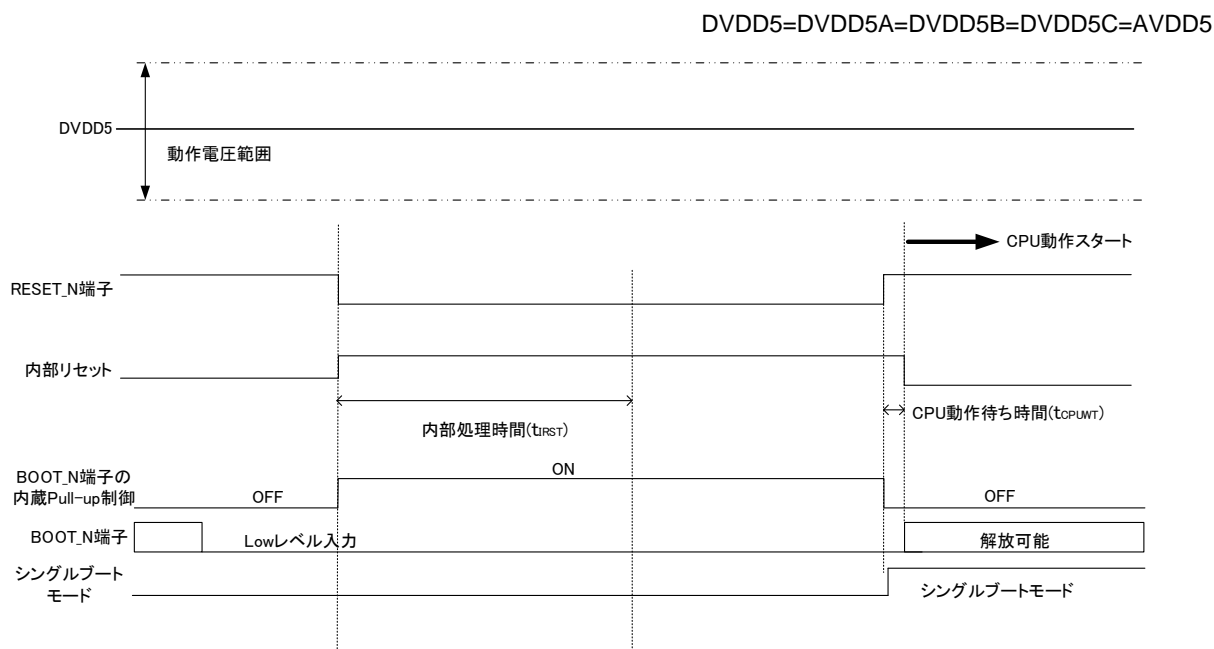 DVDD5=DVDD5A=DVDD5B=DVDD5C=AVDD5
DVDD5
動作電圧範囲
CPU動作スタート
RESET_N端子
内部リセット
内部処理時間(tIRST)
CPU動作待ち時間(tCPUWT)
BOOT_N端子の
内蔵Pull-up制御
OFF
ON
OFF
BOOT_N端子
Lowレベル入力
解放可能
シングルブート
モード
シングルブートモード